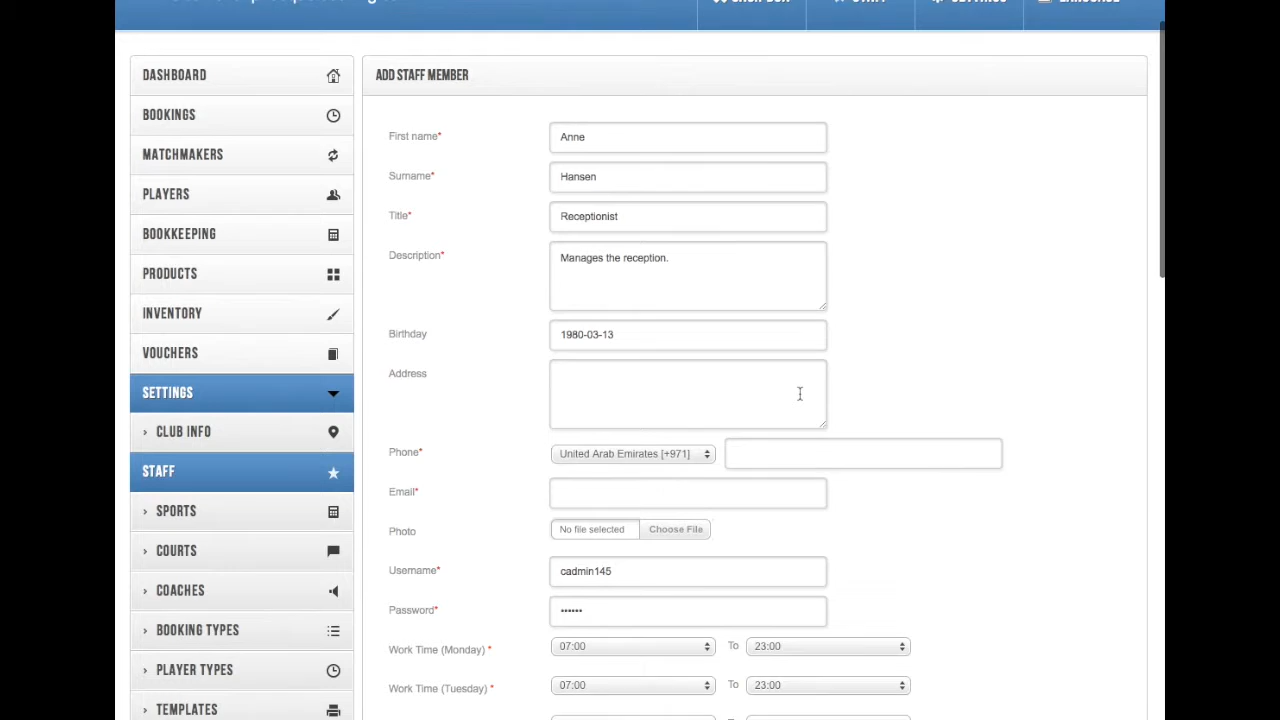 SETTINGS
LANGUAGE
DASHBOARD
BOOKINGS
MATCHMAKERS
PLAYERS
BOOKKEEPING
PRODUCTS
INVENTORY
VOUCHERS
SETTINGS
› CLUB INFO
STAFF
› SPORTS
› COURTS
› COACHES
› BOOKING TYPES
› PLAYER TYPES
› TEMPLATES
ADD STAFF MEMBER
First name* Anne
Surname* Hansen
Title* Receptionist
Description* Manages the reception.
Birthday 1980-03-13
Address
Phone* United Arab Emirates [+971]
Email*
Photo No file selected Choose File
Username* cadmin145
Password* ••••••
Work Time (Monday) * 07:00 To 23:00
Work Time (Tuesday) * 07:00 To 23:00